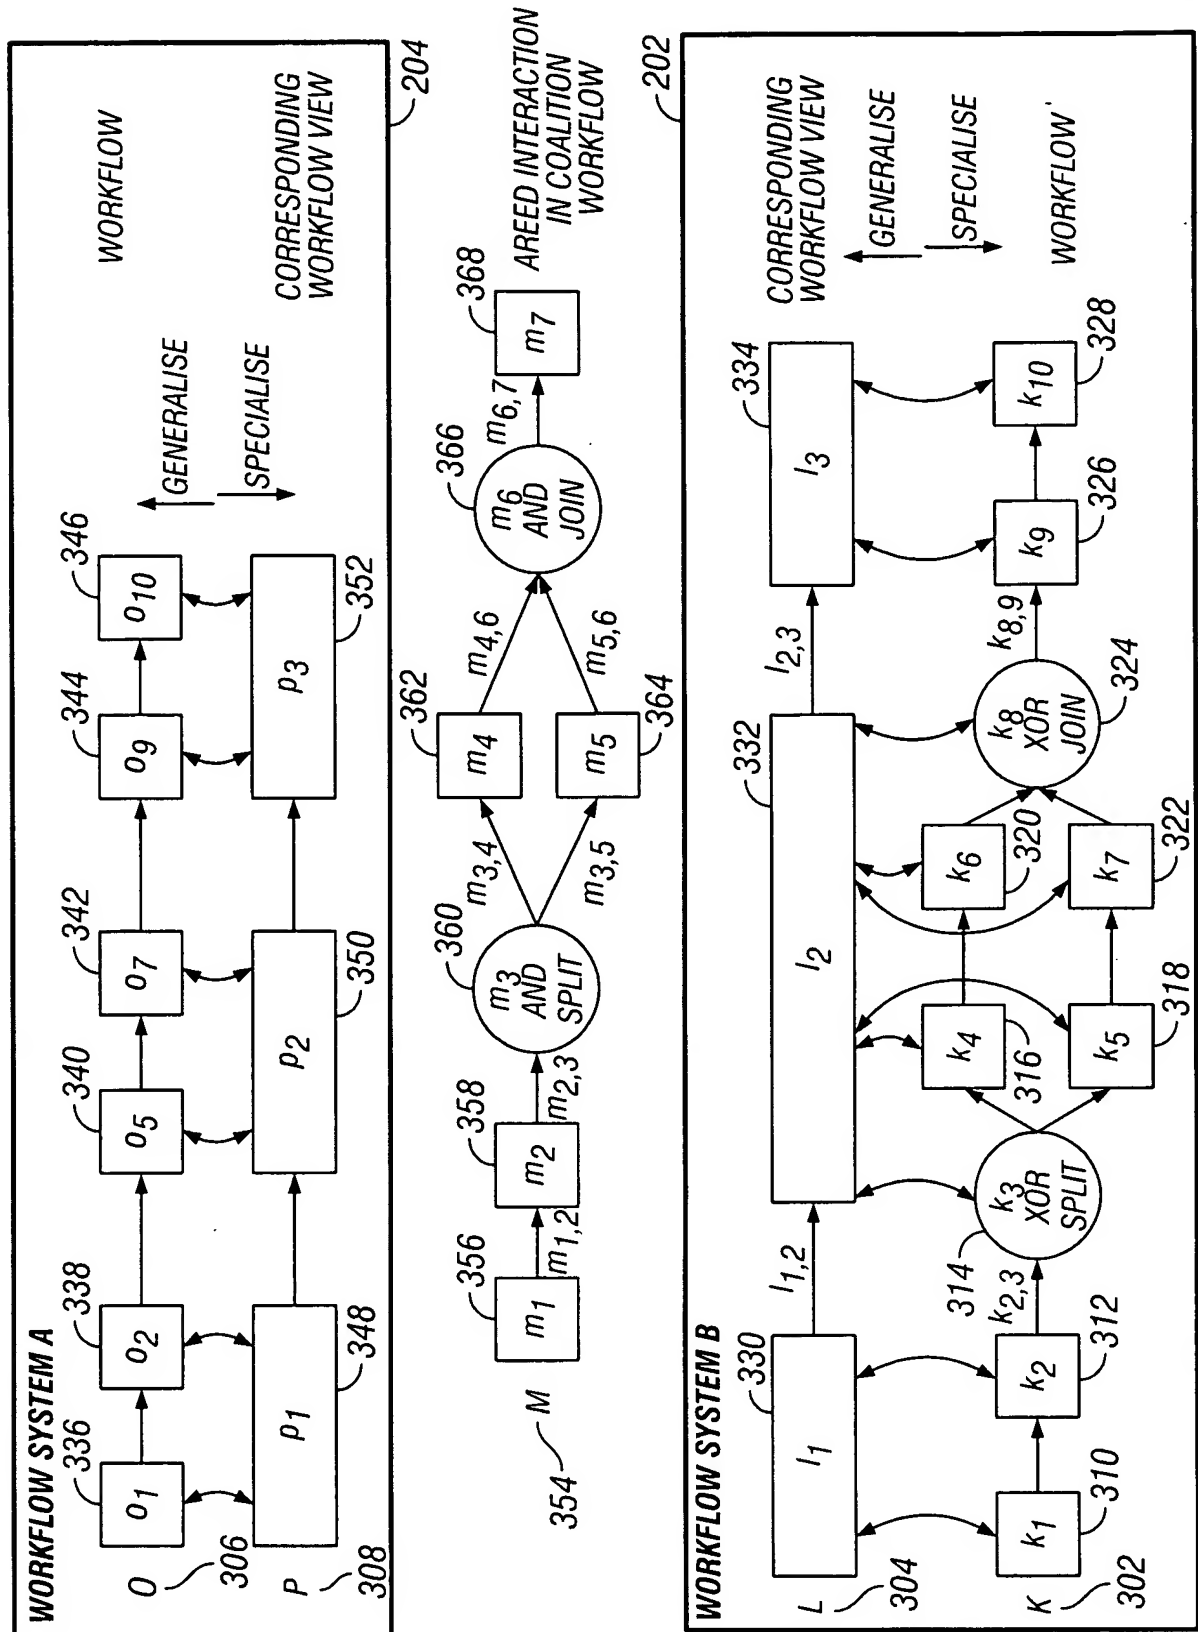 WORKFLOW SYSTEM A
WORKFLOW
GENERALISE
SPECIALISE
CORRESPONDING
WORKFLOW VIEW
204
O
306
336
o1
338
o2
340
o5
342
o7
344
o9
346
o10
P
308
p1
348
p2
350
p3
352
354
M
356
m1
m1,2
358
m2
m2,3
360
m3
AND
SPLIT
m3,4
m3,5
362
m4
m5
364
m4,6
m5,6
366
m6
AND
JOIN
m6,7
368
m7
AREED INTERACTION
IN COALITION
WORKFLOW
WORKFLOW SYSTEM B
202
CORRESPONDING
WORKFLOW VIEW
GENERALISE
SPECIALISE
WORKFLOW
L
304
330
l1
l1,2
332
l2
l2,3
334
l3
K
302
k1
310
k2
312
k2,3
314
k3
XOR
SPLIT
k4
316
k5
318
k6
320
k7
322
k8
XOR
JOIN
324
k8,9
k9
326
k10
328